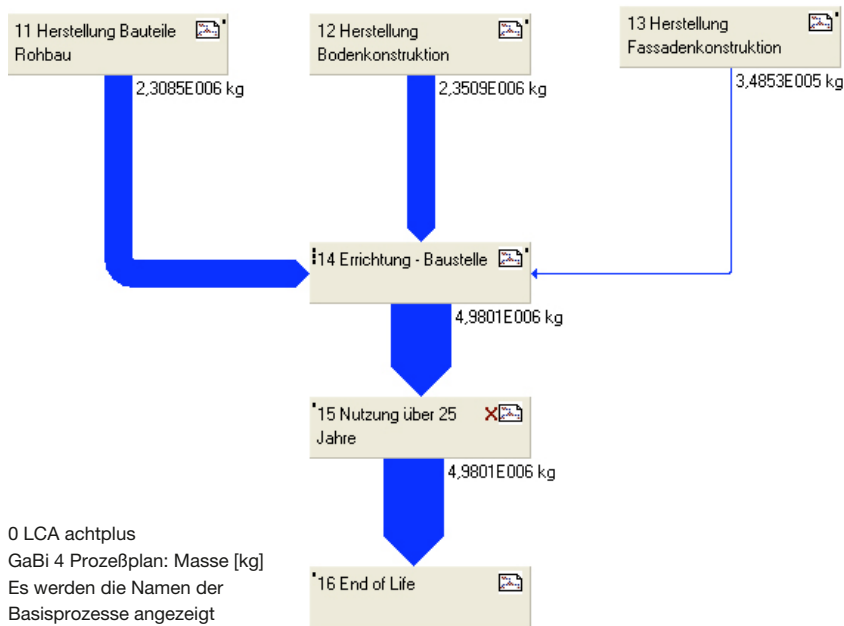 11 Herstellung Bauteile
Rohbau
2,3085E006 kg
12 Herstellung
Bodenkonstruktion
2,3509E006 kg
13 Herstellung
Fassadenkonstruktion
3,4853E005 kg
14 Errichtung - Baustelle
4,9801E006 kg
15 Nutzung über 25
Jahre
4,9801E006 kg
16 End of Life
0 LCA achtplus
GaBi 4 Prozeßplan: Masse [kg]
Es werden die Namen der
Basisprozesse angezeigt